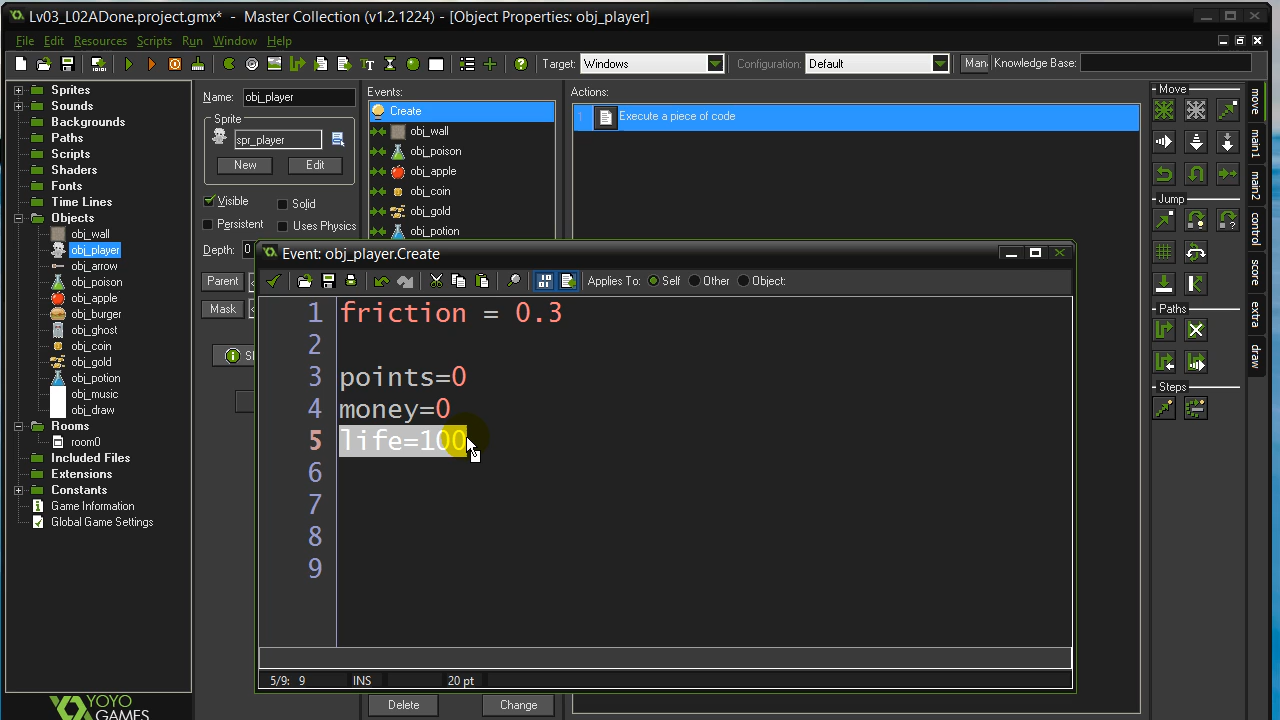 Lv03_L02ADone.project.gmx* - Master Collection (v1.2.1224) - [Object Properties: obj_player]
File Edit Resources Scripts Run Window Help
Target: Windows Configuration: Default Man Knowledge Base:
Sprites
Sounds
Backgrounds
Paths
Scripts
Shaders
Fonts
Time Lines
Objects
obj_wall
obj_player
obj_arrow
obj_poison
obj_apple
obj_burger
obj_ghost
obj_coin
obj_gold
obj_potion
obj_music
obj_draw
Rooms
room0
Included Files
Extensions
Constants
Game Information
Global Game Settings
YOYO
GAMES
Name: obj_player
Sprite
spr_player
New Edit
Visible Solid
Persistent Uses Physics
Depth: 0
Parent
Mask
Events:
Create
obj_wall
obj_poison
obj_apple
obj_coin
obj_gold
obj_potion
Delete Change
Actions:
1 Execute a piece of code
Event: obj_player.Create
Applies To: Self Other Object:
1 friction = 0.3
2
3 points=0
4 money=0
5 life=100
6
7
8
9
5/9: 9 INS 20 pt
Move
Jump
Paths
Steps
move
main1
main2
control
score
extra
draw